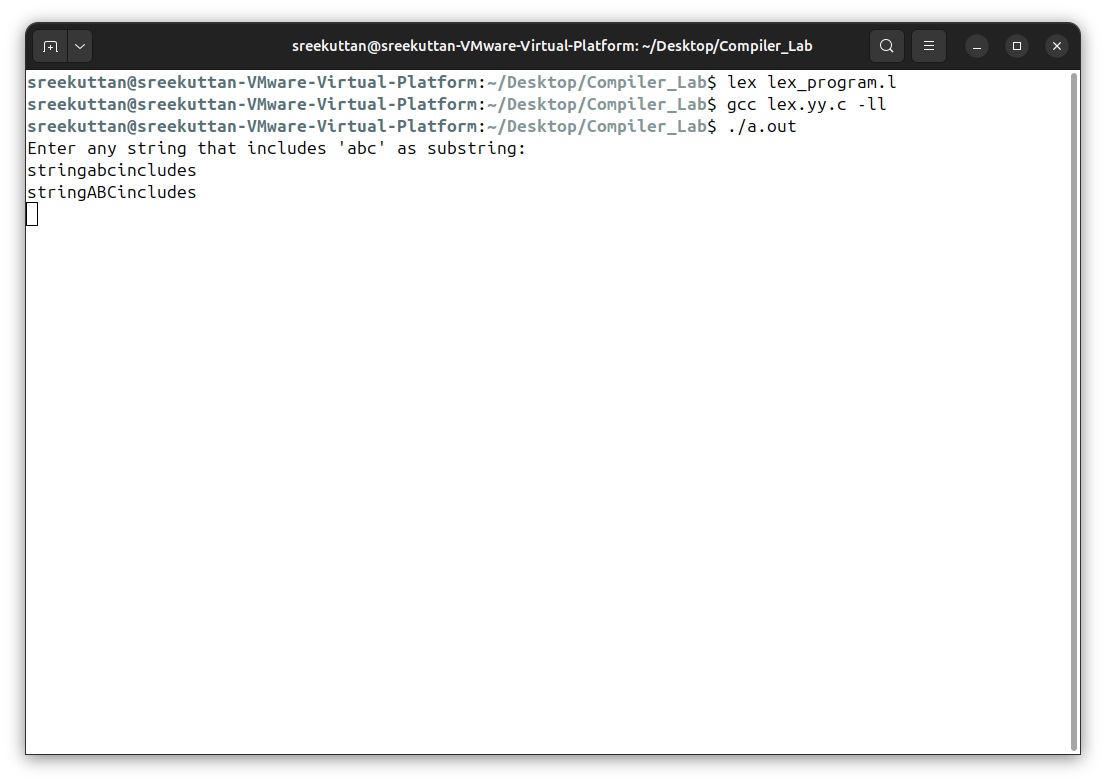 sreekuttan@sreekuttan-VMware-Virtual-Platform: ~/Desktop/Compiler_Lab
sreekuttan@sreekuttan-VMware-Virtual-Platform:~/Desktop/Compiler_Lab$ lex lex_program.l
sreekuttan@sreekuttan-VMware-Virtual-Platform:~/Desktop/Compiler_Lab$ gcc lex.yy.c -ll
sreekuttan@sreekuttan-VMware-Virtual-Platform:~/Desktop/Compiler_Lab$ ./a.out
Enter any string that includes 'abc' as substring:
stringabcincludes
stringABCincludes